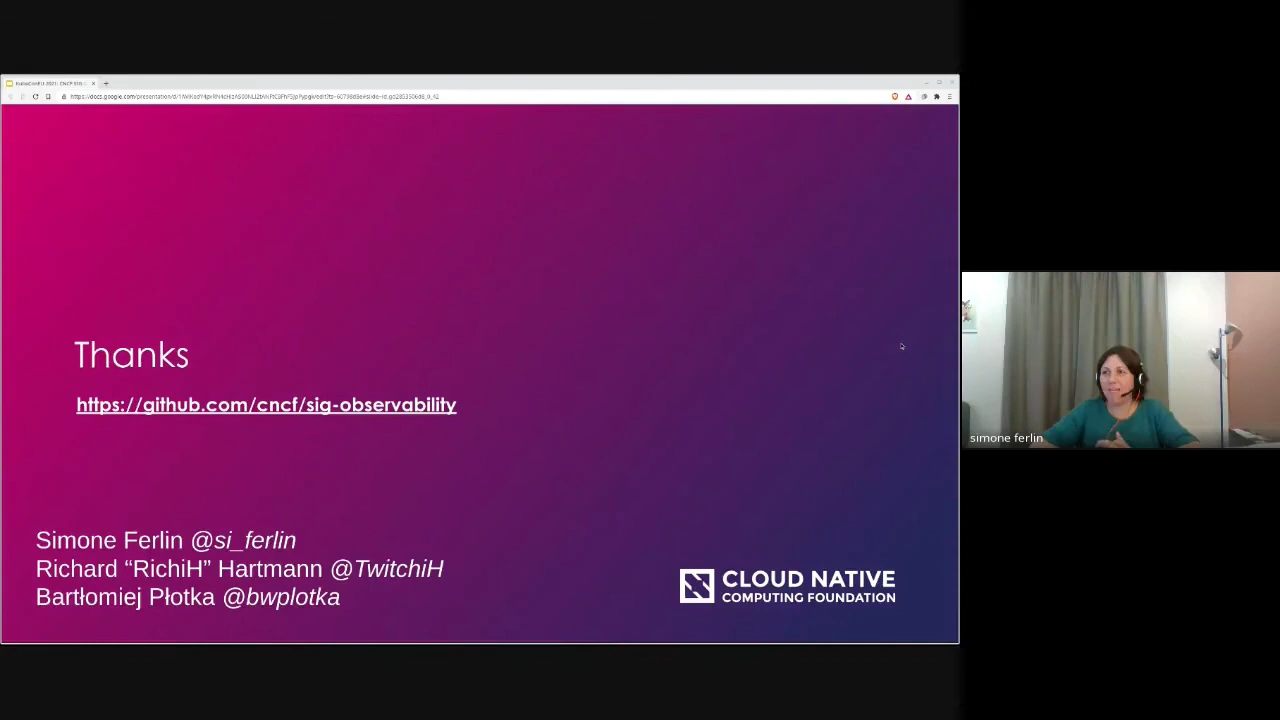 Thanks
https://github.com/cncf/sig-observability
Simone Ferlin @si_ferlin
Richard “RichiH” Hartmann @TwitchiH
Bartłomiej Płotka @bwplotka
CLOUD NATIVE
COMPUTING FOUNDATION
simone ferlin